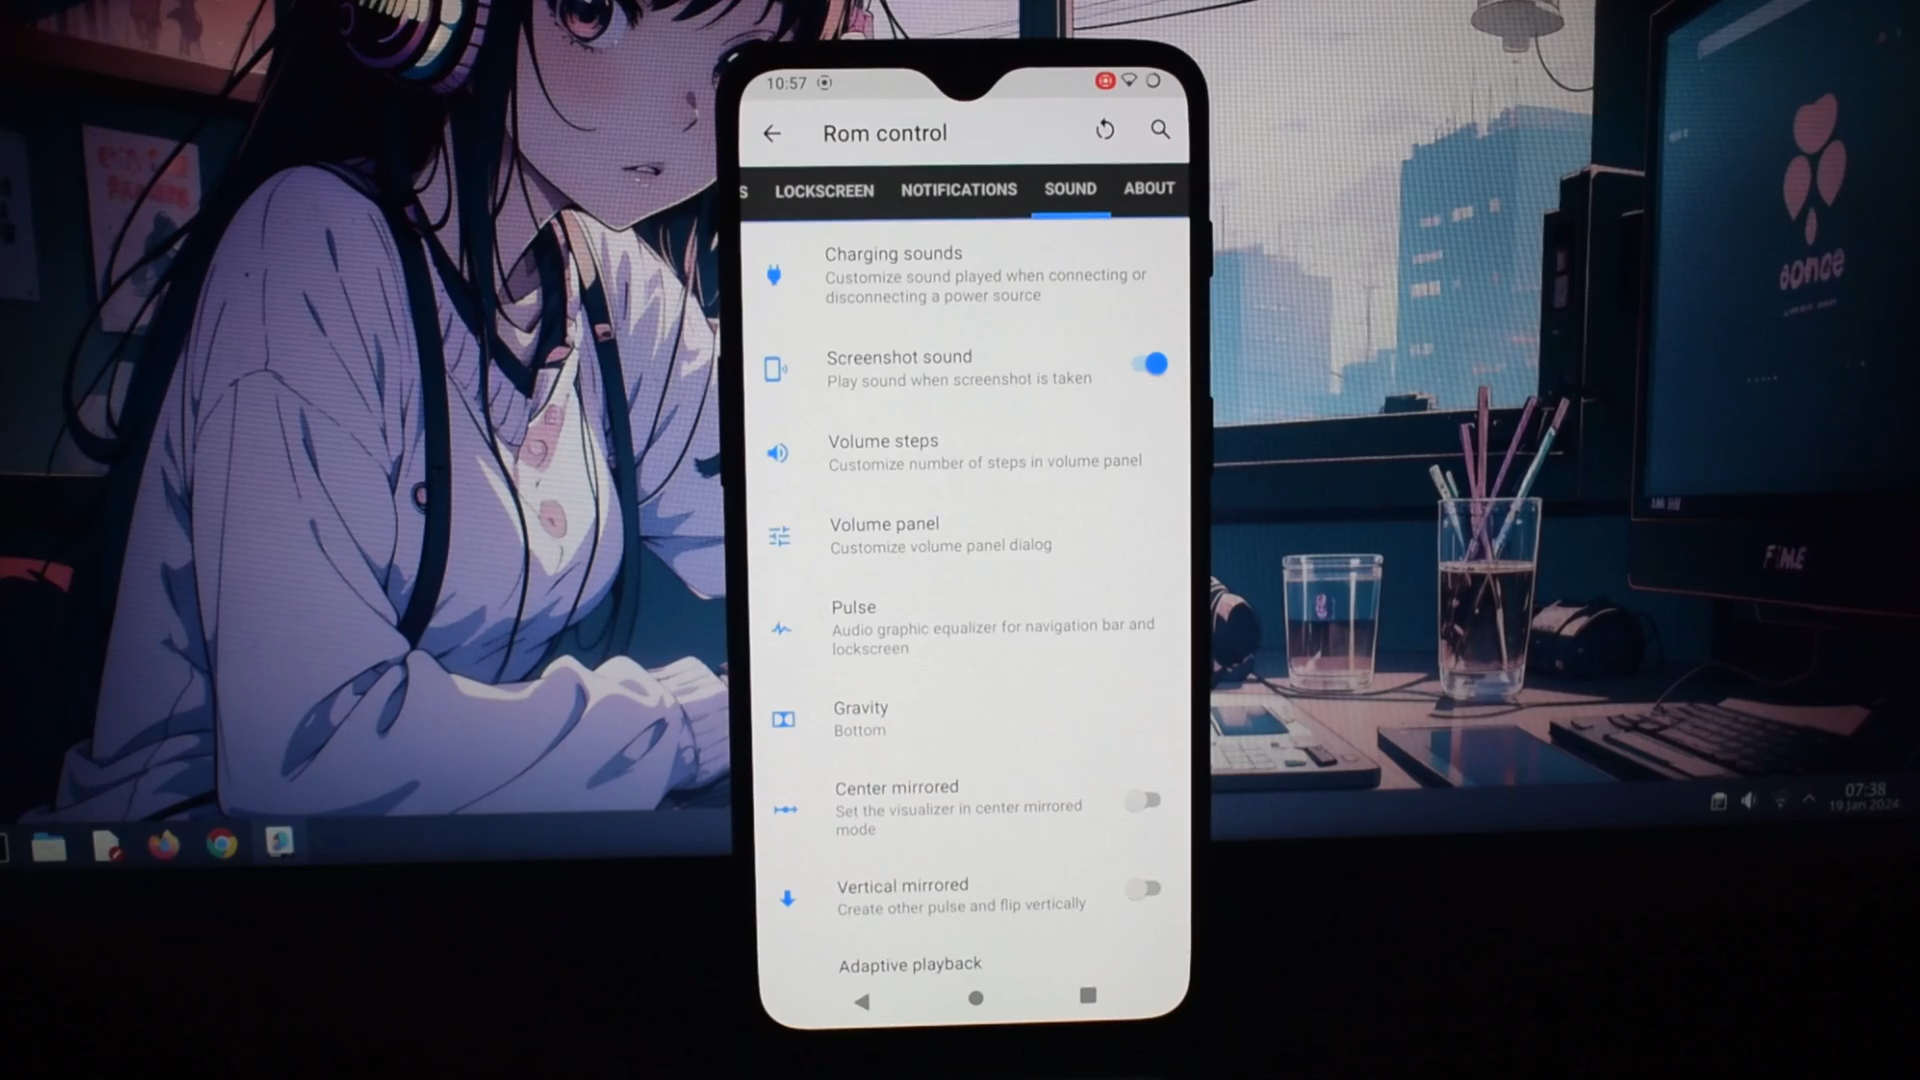 10:57
Rom control
S LOCKSCREEN NOTIFICATIONS SOUND ABOUT
Charging sounds
Customize sound played when connecting or
disconnecting a power source
Screenshot sound
Play sound when screenshot is taken
Volume steps
Customize number of steps in volume panel
Volume panel
Customize volume panel dialog
Pulse
Audio graphic equalizer for navigation bar and
lockscreen
Gravity
Bottom
Center mirrored
Set the visualizer in center mirrored
mode
Vertical mirrored
Create other pulse and flip vertically
Adaptive playback
07:38
19 Jan 2024